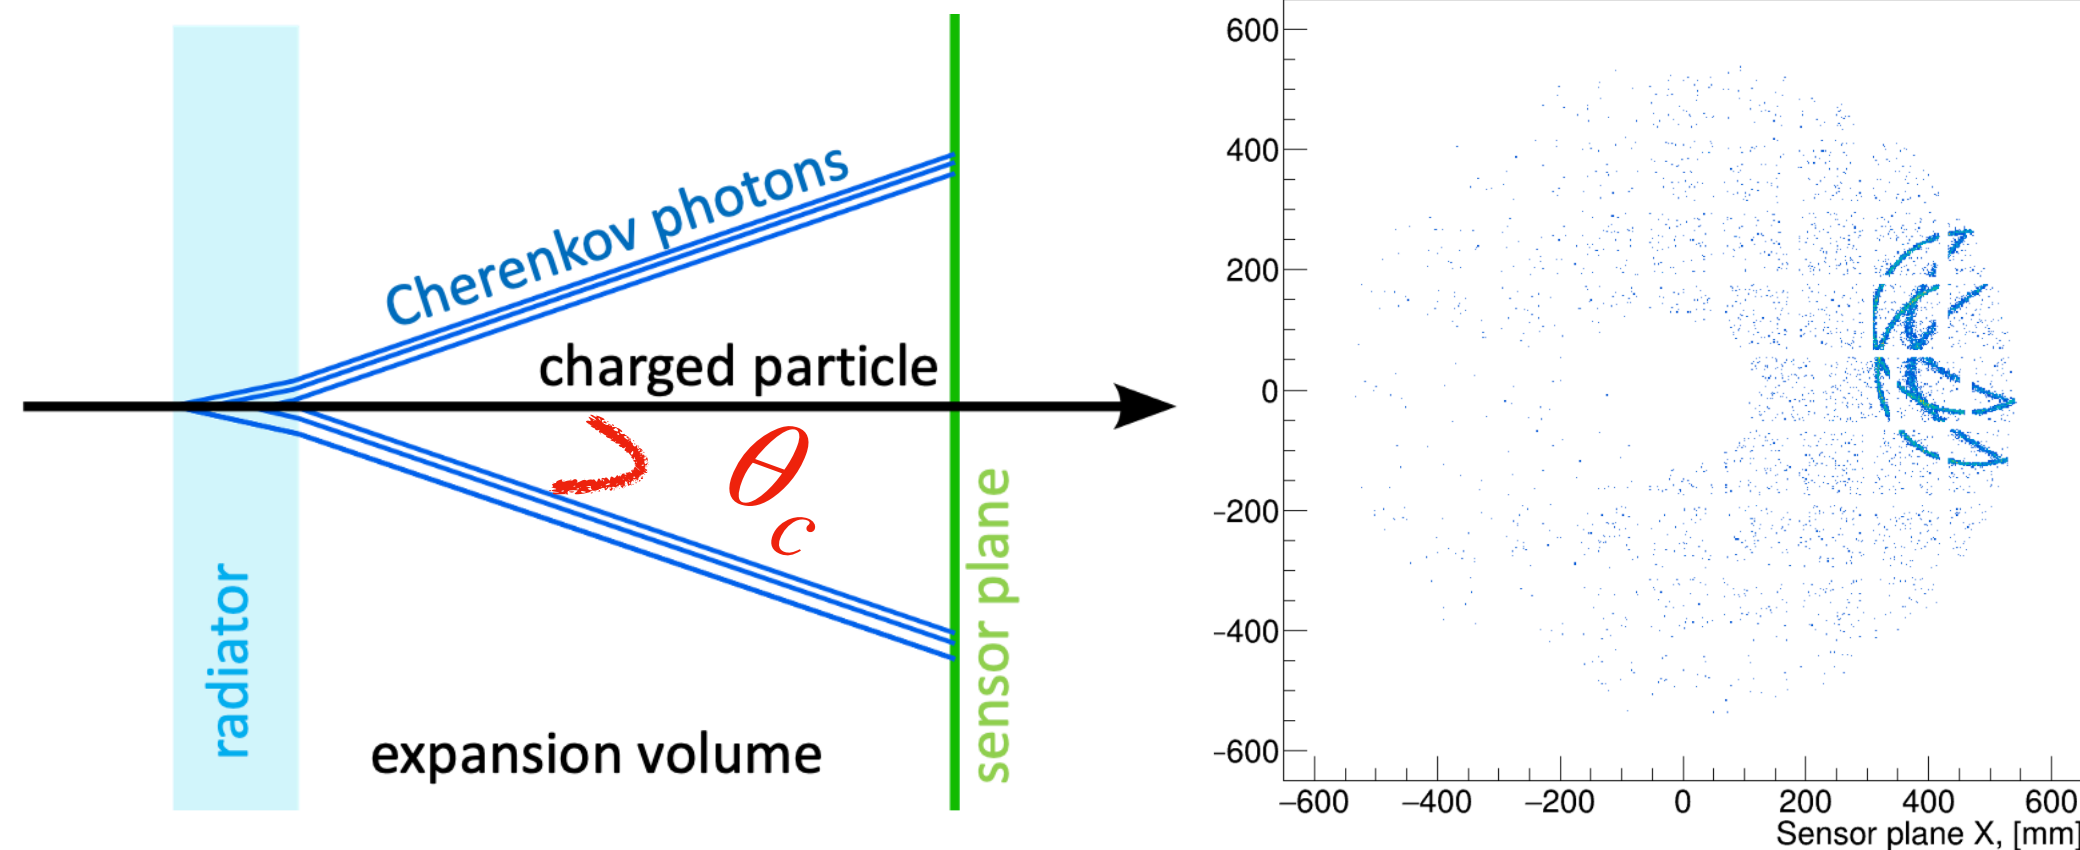 Cherenkov photons
charged particle
θc
radiator
expansion volume
sensor plane
600
400
200
0
−200
−400
−600
−600 −400 −200 0 200 400 600
Sensor plane X, [mm]